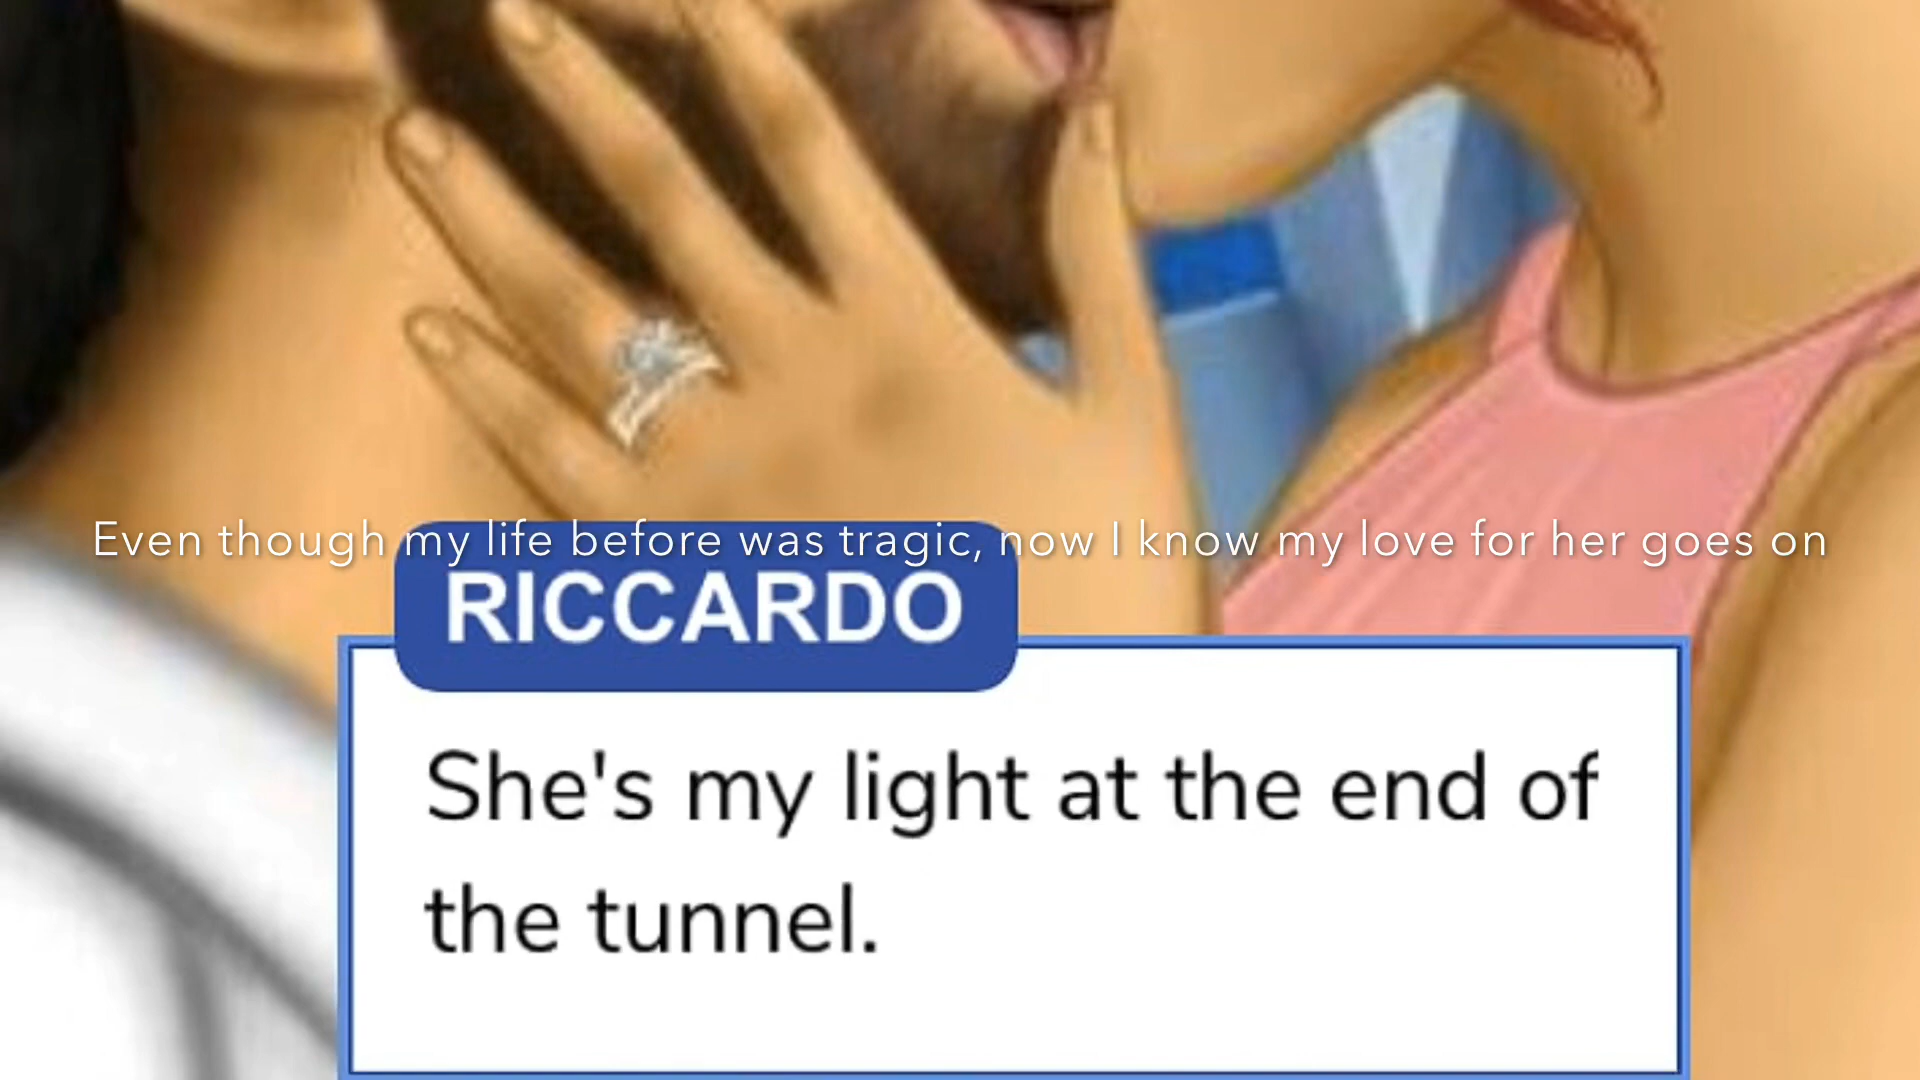 Even though my life before was tragic, now I know my love for her goes on
RICCARDO
She's my light at the end of
the tunnel.